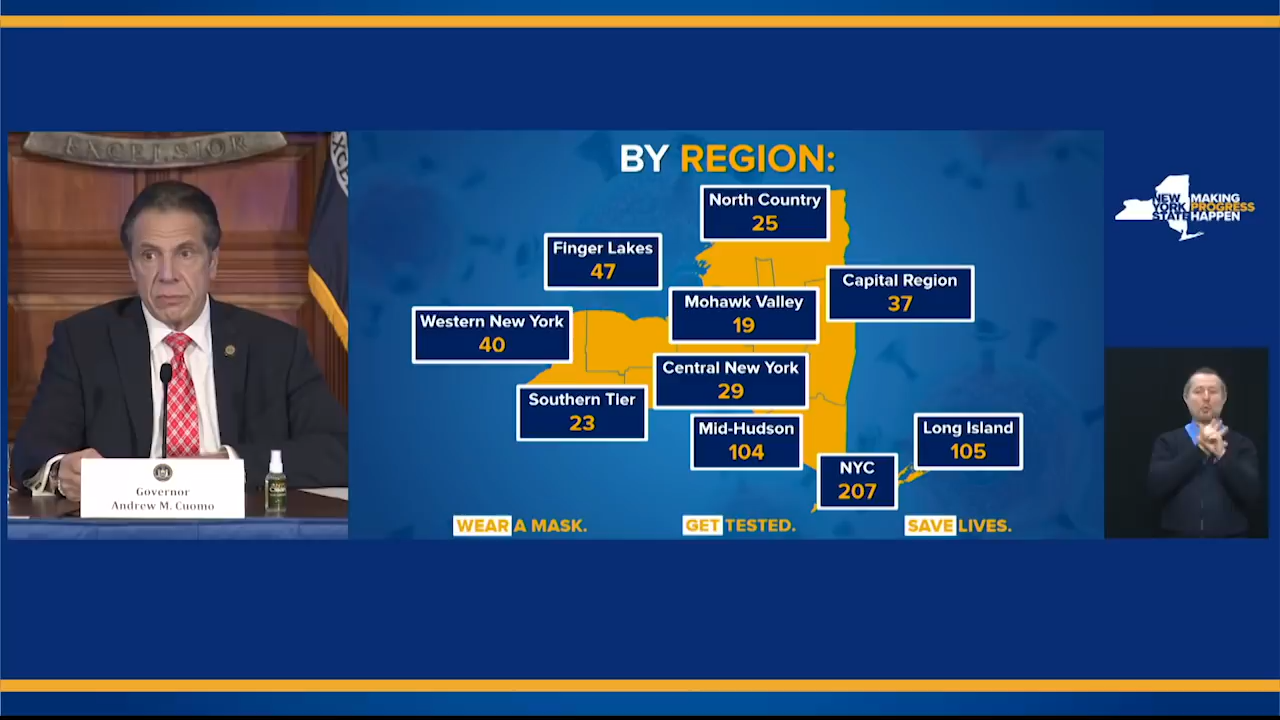 EXCELSIOR
EXC
Governor
Andrew M. Cuomo
BY REGION:
North Country
25
Finger Lakes
47
Capital Region
37
Mohawk Valley
19
Western New York
40
Central New York
29
Southern Tier
23
Mid-Hudson
104
Long Island
105
NYC
207
WEAR A MASK.
GET TESTED.
SAVE LIVES.
NEW
YORK
STATE
MAKING
PROGRESS
HAPPEN